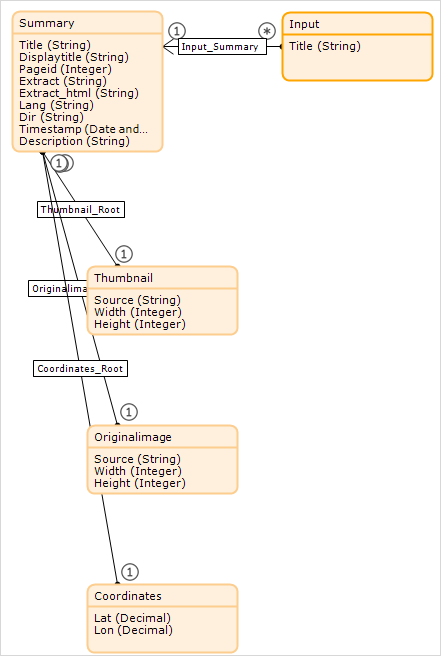 Summary
Title (String)
Displaytitle (String)
Pageid (Integer)
Extract (String)
Extract_html (String)
Lang (String)
Dir (String)
Timestamp (Date and...
Description (String)
1
Input_Summary
*
Input
Title (String)
1
Thumbnail_Root
1
Thumbnail
Source (String)
Width (Integer)
Height (Integer)
Originalima
Coordinates_Root
1
Originalimage
Source (String)
Width (Integer)
Height (Integer)
1
Coordinates
Lat (Decimal)
Lon (Decimal)